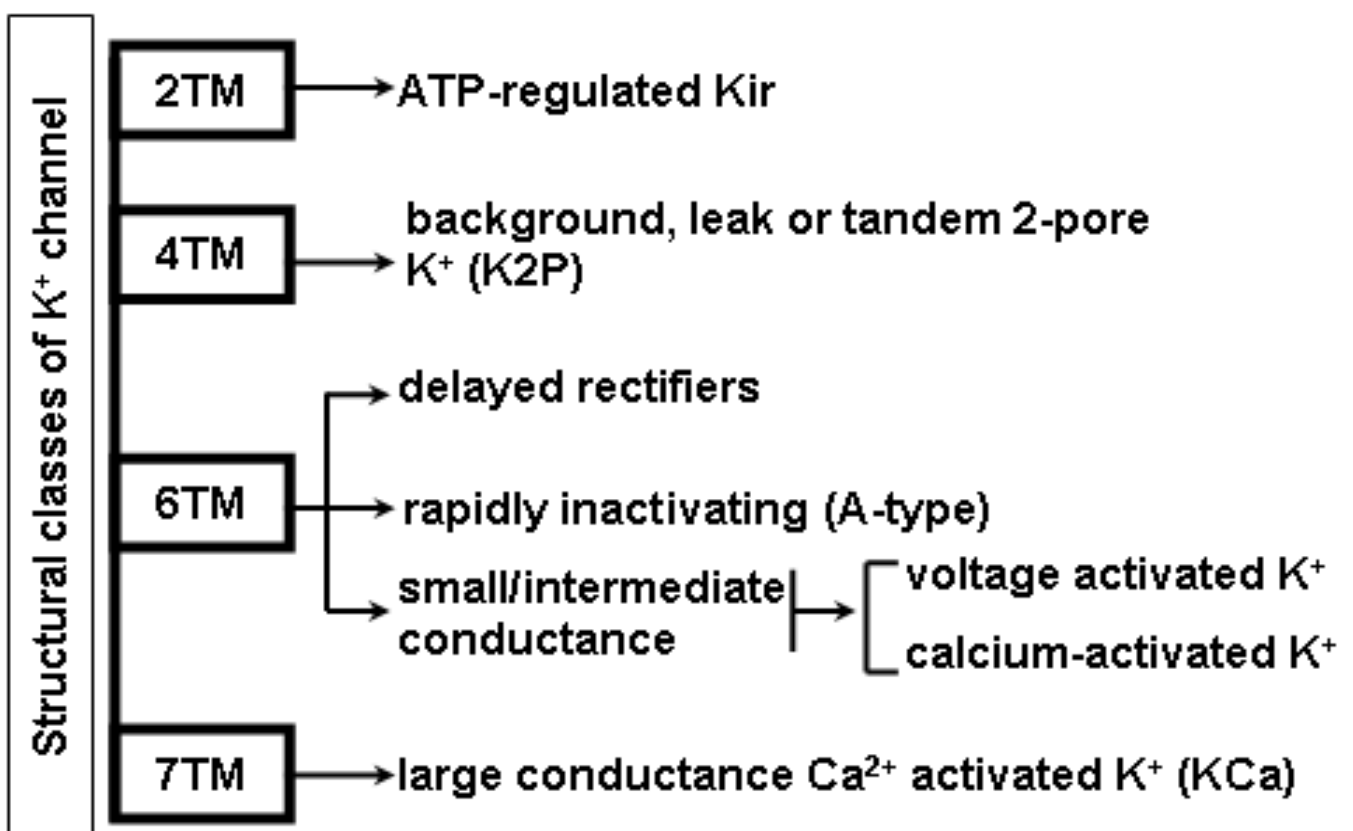 Structural classes of K⁺ channel
2TM
ATP-regulated Kir
4TM
background, leak or tandem 2-pore
K⁺ (K2P)
6TM
delayed rectifiers
rapidly inactivating (A-type)
small/intermediate
conductance
voltage activated K⁺
calcium-activated K⁺
7TM
large conductance Ca²⁺ activated K⁺ (KCa)